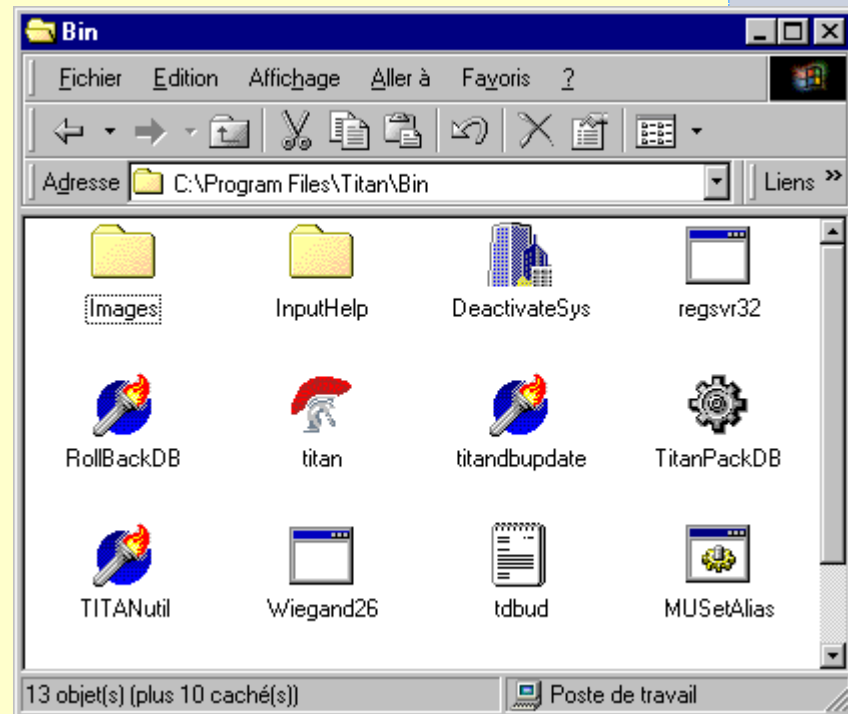 Bin
Fichier Edition Affichage Aller à Favoris ?
Adresse C:\Program Files\Titan\Bin Liens »
Images InputHelp DeactivateSys regsvr32
RollBackDB titan titandbupdate TitanPackDB
TITANutil Wiegand26 tdbud MUSetAlias
13 objet(s) (plus 10 caché(s)) Poste de travail